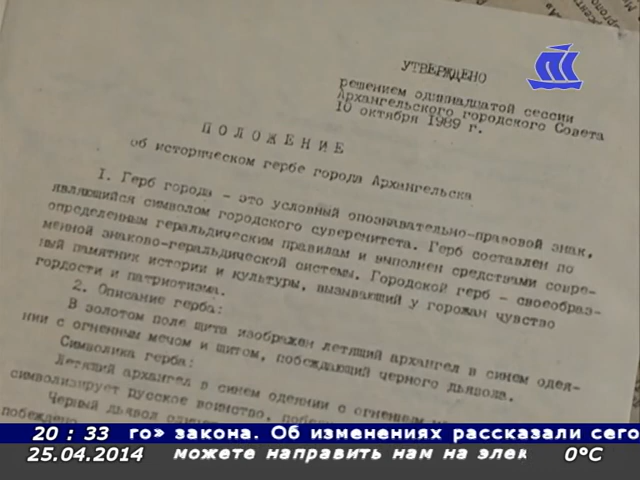 УТВЕРЖДЕНО
решением одиннадцатой сессии
Архангельского городского Совета
10 октября 1989 г.
ПОЛОЖЕНИЕ
об историческом гербе города Архангельска
1. Герб города - это условный опознавательно-правовой знак,
являющийся символом городского суверенитета. Герб составлен по
определенным геральдическим правилам и выполнен средствами совре-
менной знаково-геральдической системы. Городской герб - своеобраз-
ный памятник истории и культуры, вызывающий у горожан чувство
гордости и патриотизма.
2. Описание герба:
В золотом поле щита изображен летящий архангел в синем одея-
нии с огненным мечом и щитом, побеждающий черного дьявола.
Символика герба:
Летящий архангел в синем одеянии с огненным
символизирует русское воинство,
Черный дьявол
побеждено
20 : 33 го» закона. Об изменениях рассказали сего
25.04.2014 можете направить нам на элек 0°C